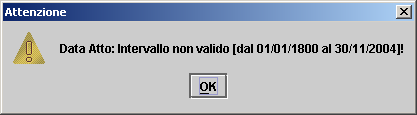 Attenzione
Data Atto: Intervallo non valido [dal 01/01/1800 al 30/11/2004]!
OK